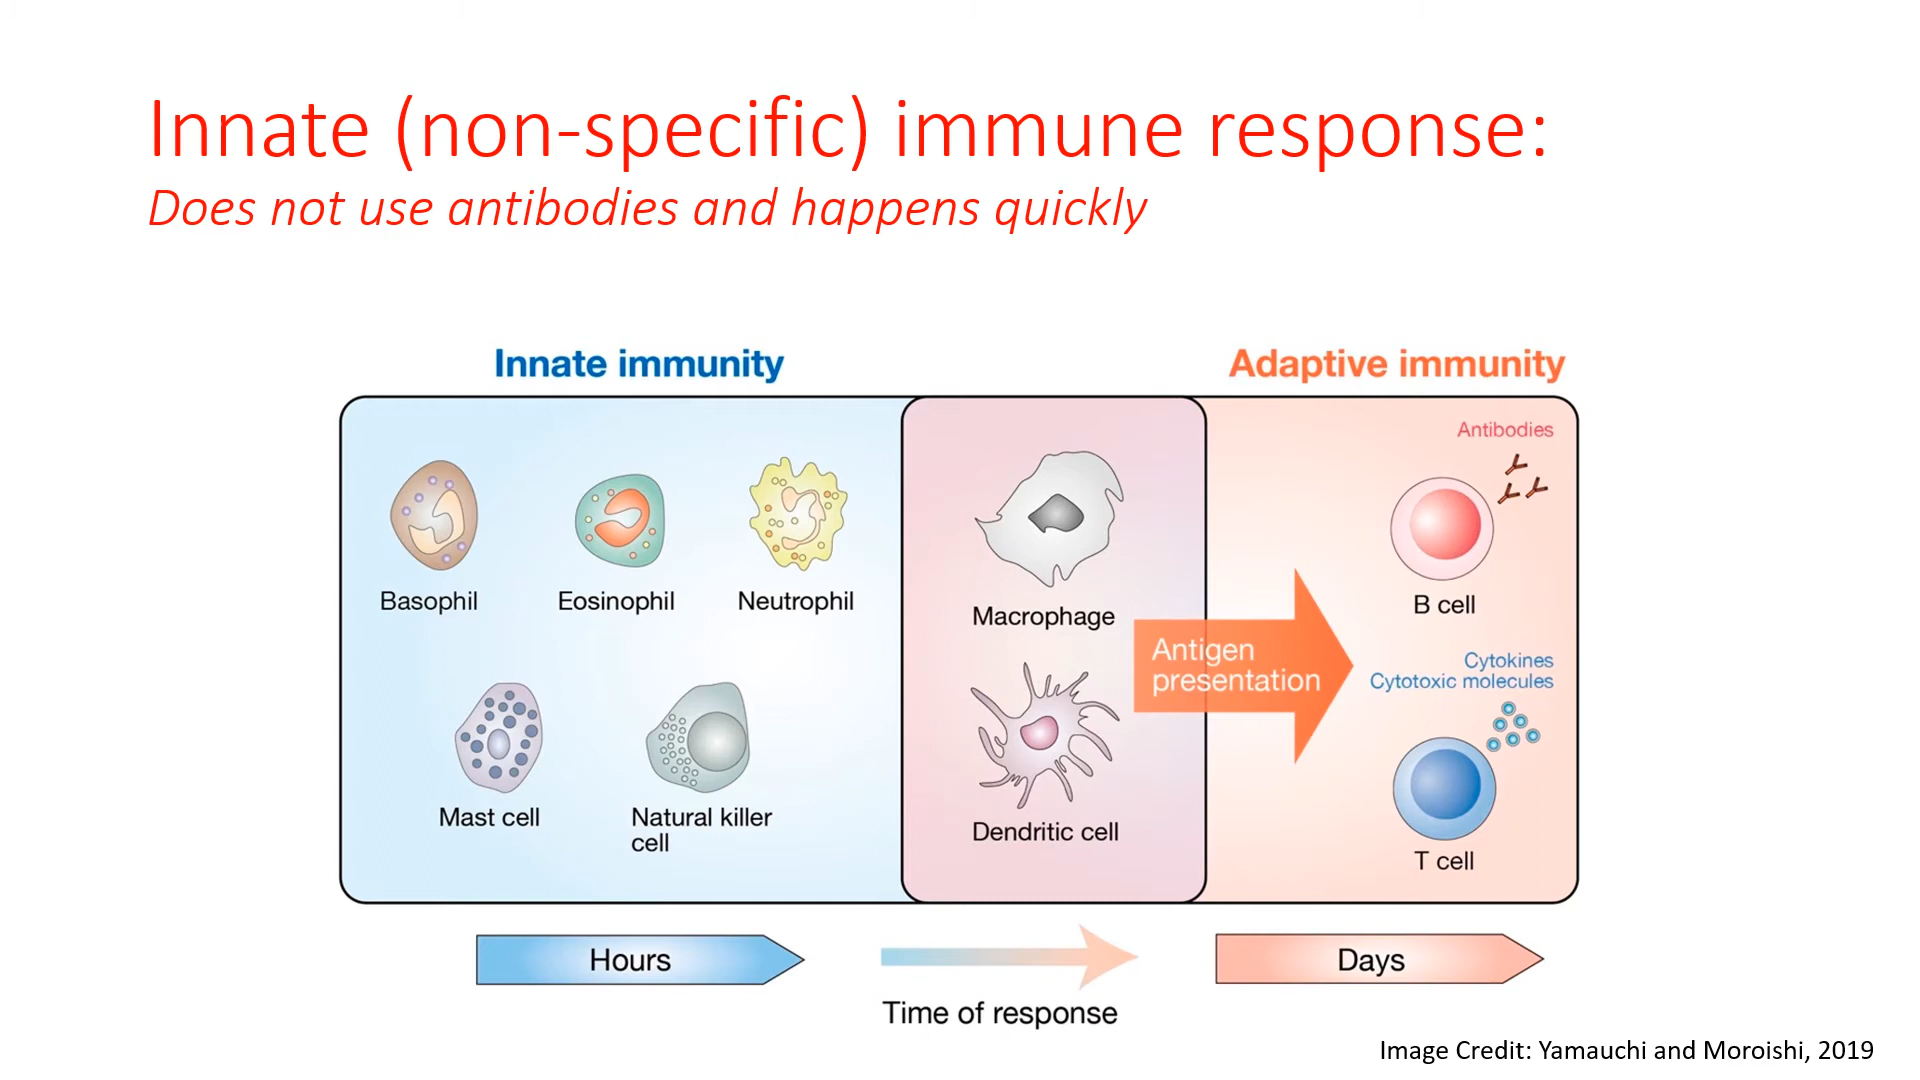 Innate (non-specific) immune response:
Does not use antibodies and happens quickly
Innate immunity
Adaptive immunity
Basophil
Eosinophil
Neutrophil
Mast cell
Natural killer
cell
Macrophage
Dendritic cell
Antigen
presentation
Antibodies
B cell
Cytokines
Cytotoxic molecules
T cell
Hours
Time of response
Days
Image Credit: Yamauchi and Moroishi, 2019